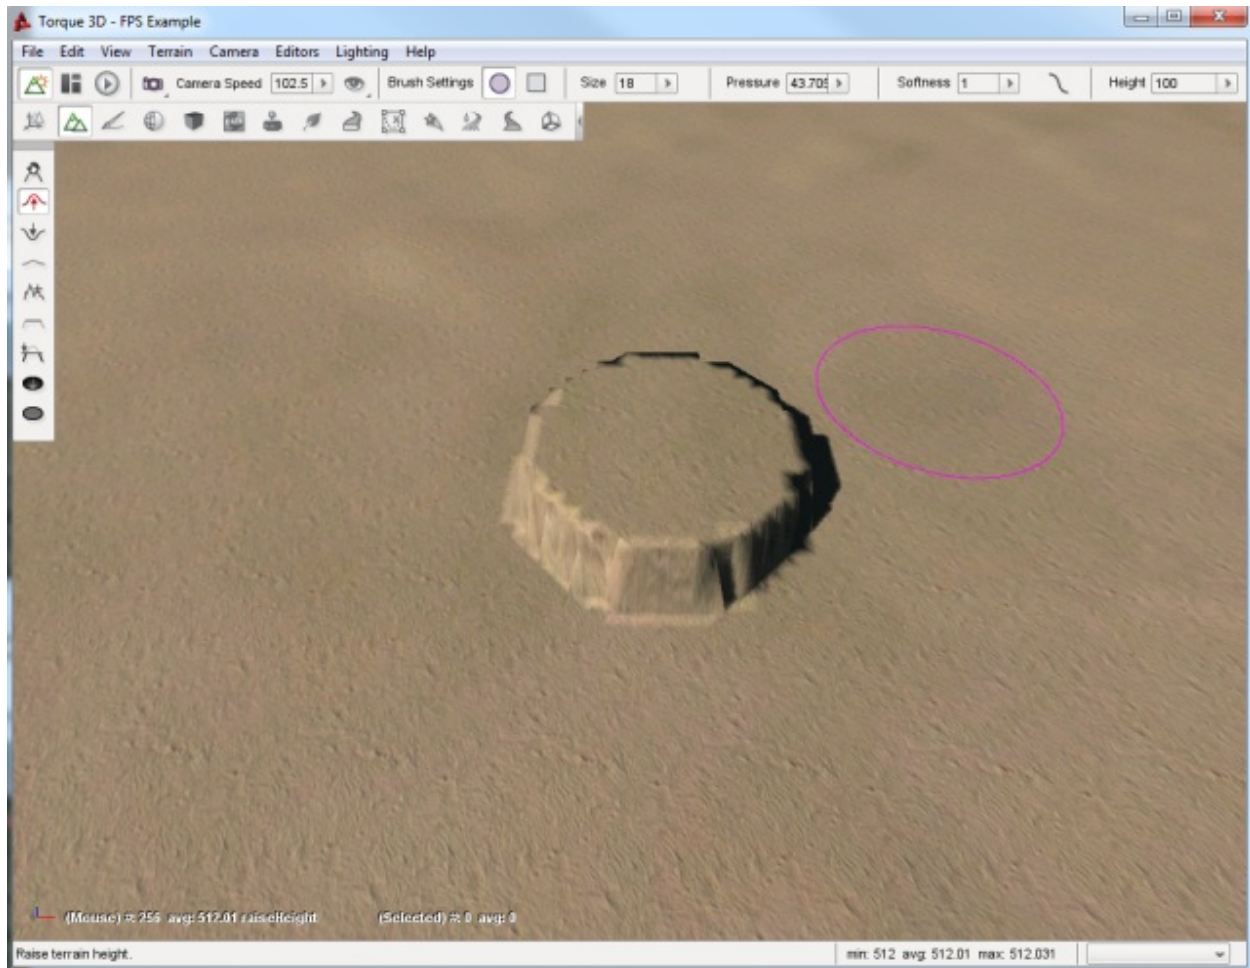 Torque 3D - FPS Example
File Edit View Terrain Camera Editors Lighting Help
Camera Speed 102.5 Brush Settings Size 18 Pressure 43.705 Softness 1 Height 100
(Mouse) #: 256 avg: 512.01 raiseHeight (Selected) #: 0 avg: 0
Raise terrain height. min: 512 avg: 512.01 max: 512.031